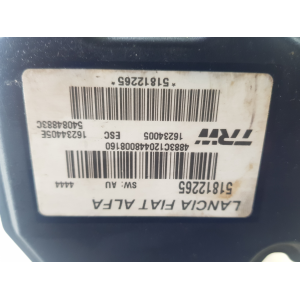 LANCIA FIAT ALFA
51812265 4444
SW: AU
4883C120448008160
TRW
16234005 16234405E
ESC 54084883C
*51812265*